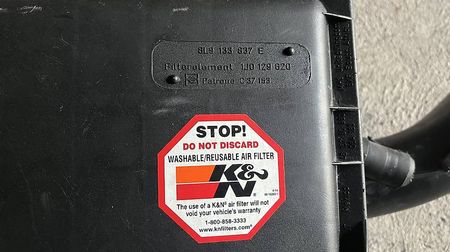 8L9 133 837 E
Filterelement 1J0 129 620
Patrone C 37 153
STOP!
DO NOT DISCARD
WASHABLE/REUSABLE AIR FILTER
K&N®
The use of a K&N® air filter will not
void your vehicle's warranty
1-800-858-3333
www.knfilters.com®